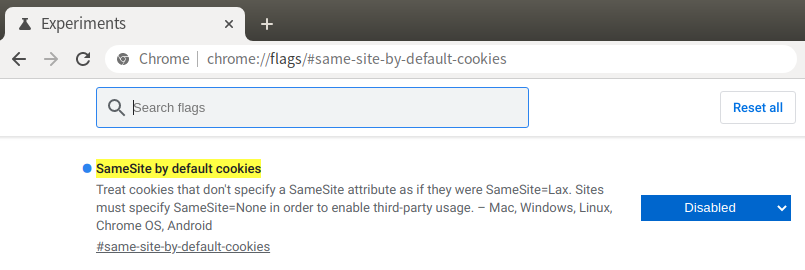 Experiments
Chrome | chrome://flags/#same-site-by-default-cookies
Search flags
Reset all
SameSite by default cookies
Treat cookies that don't specify a SameSite attribute as if they were SameSite=Lax. Sites
must specify SameSite=None in order to enable third-party usage. – Mac, Windows, Linux,
Chrome OS, Android
#same-site-by-default-cookies
Disabled